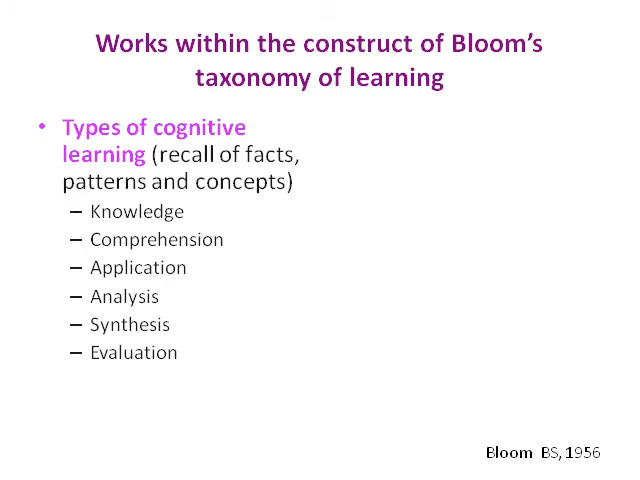 Works within the construct of Bloom’s
taxonomy of learning
• Types of cognitive
learning (recall of facts,
patterns and concepts)
– Knowledge
– Comprehension
– Application
– Analysis
– Synthesis
– Evaluation
Bloom BS, 1956